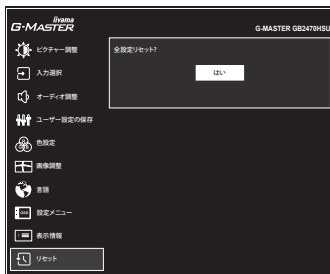 iiyama
G-MASTER
G-MASTER GB2470HSU
ピクチャー調整
全設定リセット?
はい
入力選択
オーディオ調整
ユーザー設定の保存
色設定
画像調整
言語
OSD
設定メニュー
表示情報
リセット